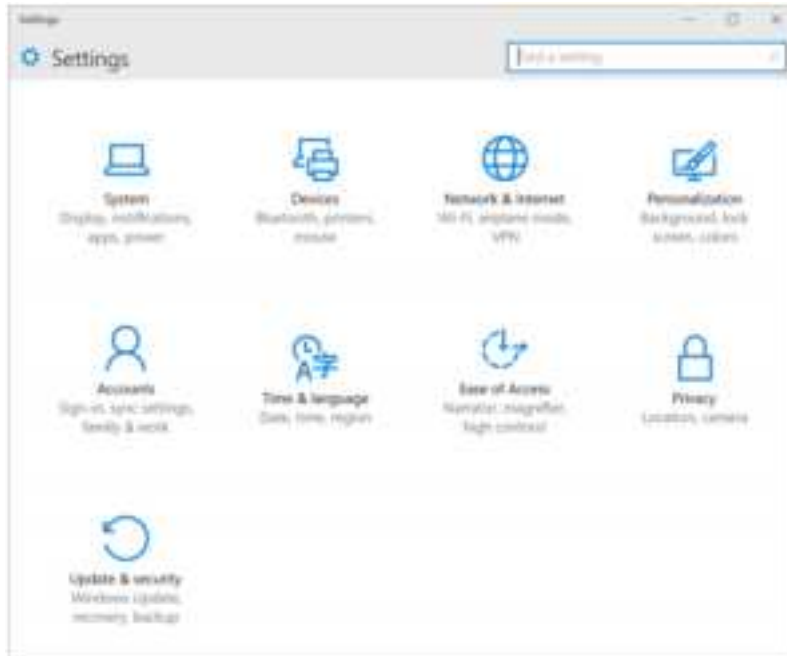 Settings
Settings
Find a setting
System
Display, notifications,
apps, power
Devices
Bluetooth, printers,
mouse
Network & Internet
Wi-Fi, airplane mode,
VPN
Personalization
Background, lock
screen, colors
Accounts
Sign-in, sync settings,
family & work
Time & language
Date, time, region
Ease of Access
Narrator, magnifier,
high contrast
Privacy
Location, camera
Update & security
Windows Update,
recovery, backup